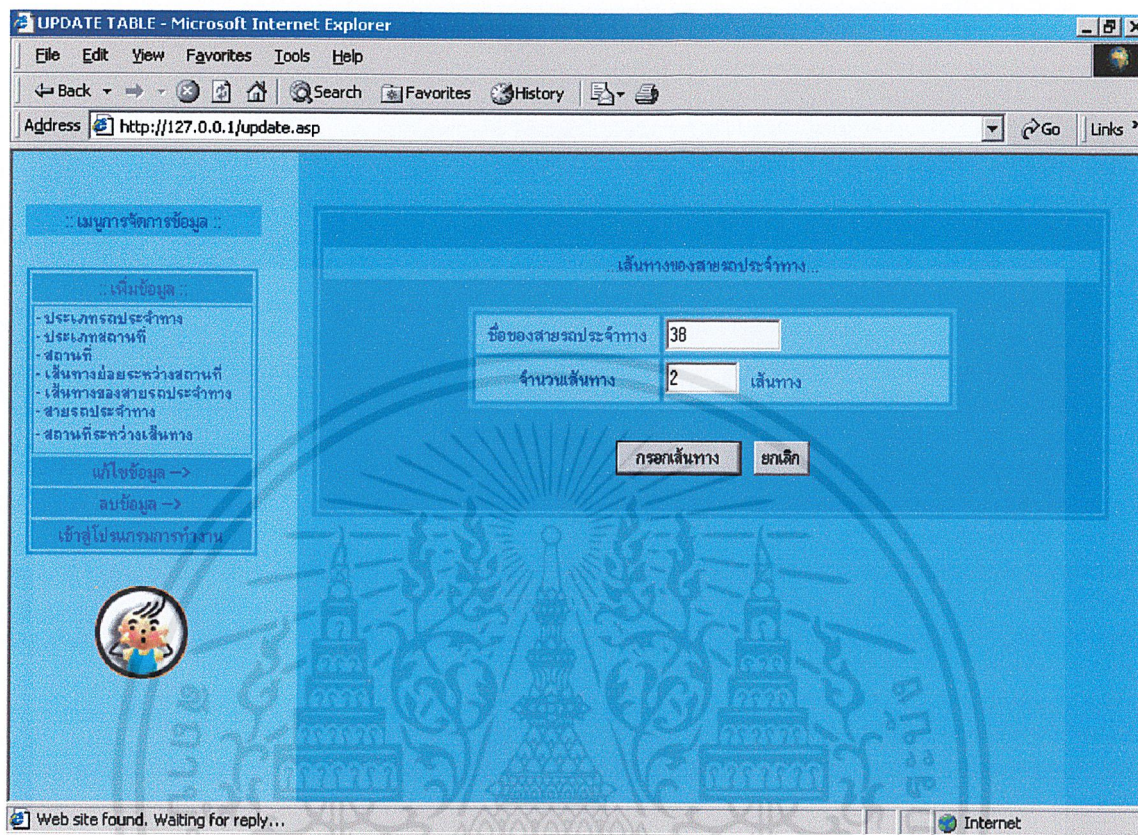 UPDATE TABLE - Microsoft Internet Explorer
File Edit View Favorites Tools Help
Back Search Favorites History
Address http://127.0.0.1/update.asp Go Links »
:: เมนูการจัดการข้อมูล ::
:: เพิ่มข้อมูล ::
- ประเภทรถประจำทาง
- ประเภทสถานที่
- สถานที่
- เส้นทางย่อยระหว่างสถานที่
- เส้นทางของสายรถประจำทาง
- สายรถประจำทาง
- สถานที่ระหว่างเส้นทาง
แก้ไขข้อมูล -->
ลบข้อมูล -->
เข้าสู่โปรแกรมการทำงาน
...เส้นทางของสายรถประจำทาง...
ชื่อของสายรถประจำทาง 38
จำนวนเส้นทาง 2 เส้นทาง
กรอกเส้นทาง ยกเลิก
Web site found. Waiting for reply... Internet